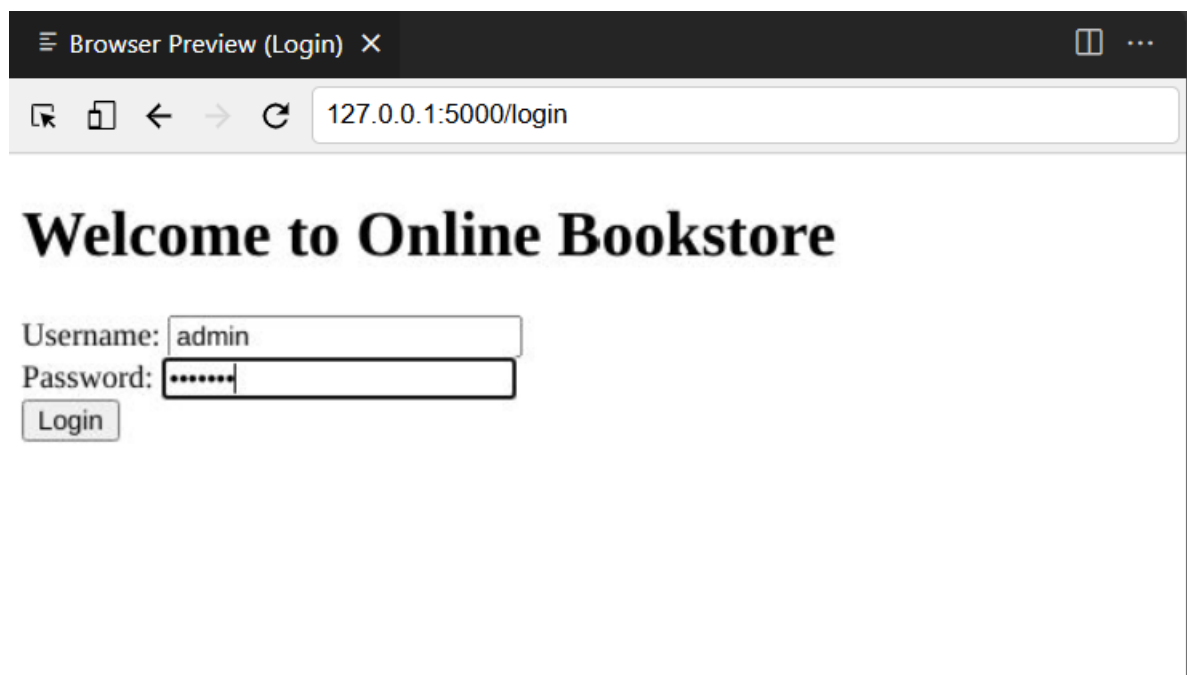 Browser Preview (Login)
127.0.0.1:5000/login
Welcome to Online Bookstore
Username: admin
Password: •••••••
Login